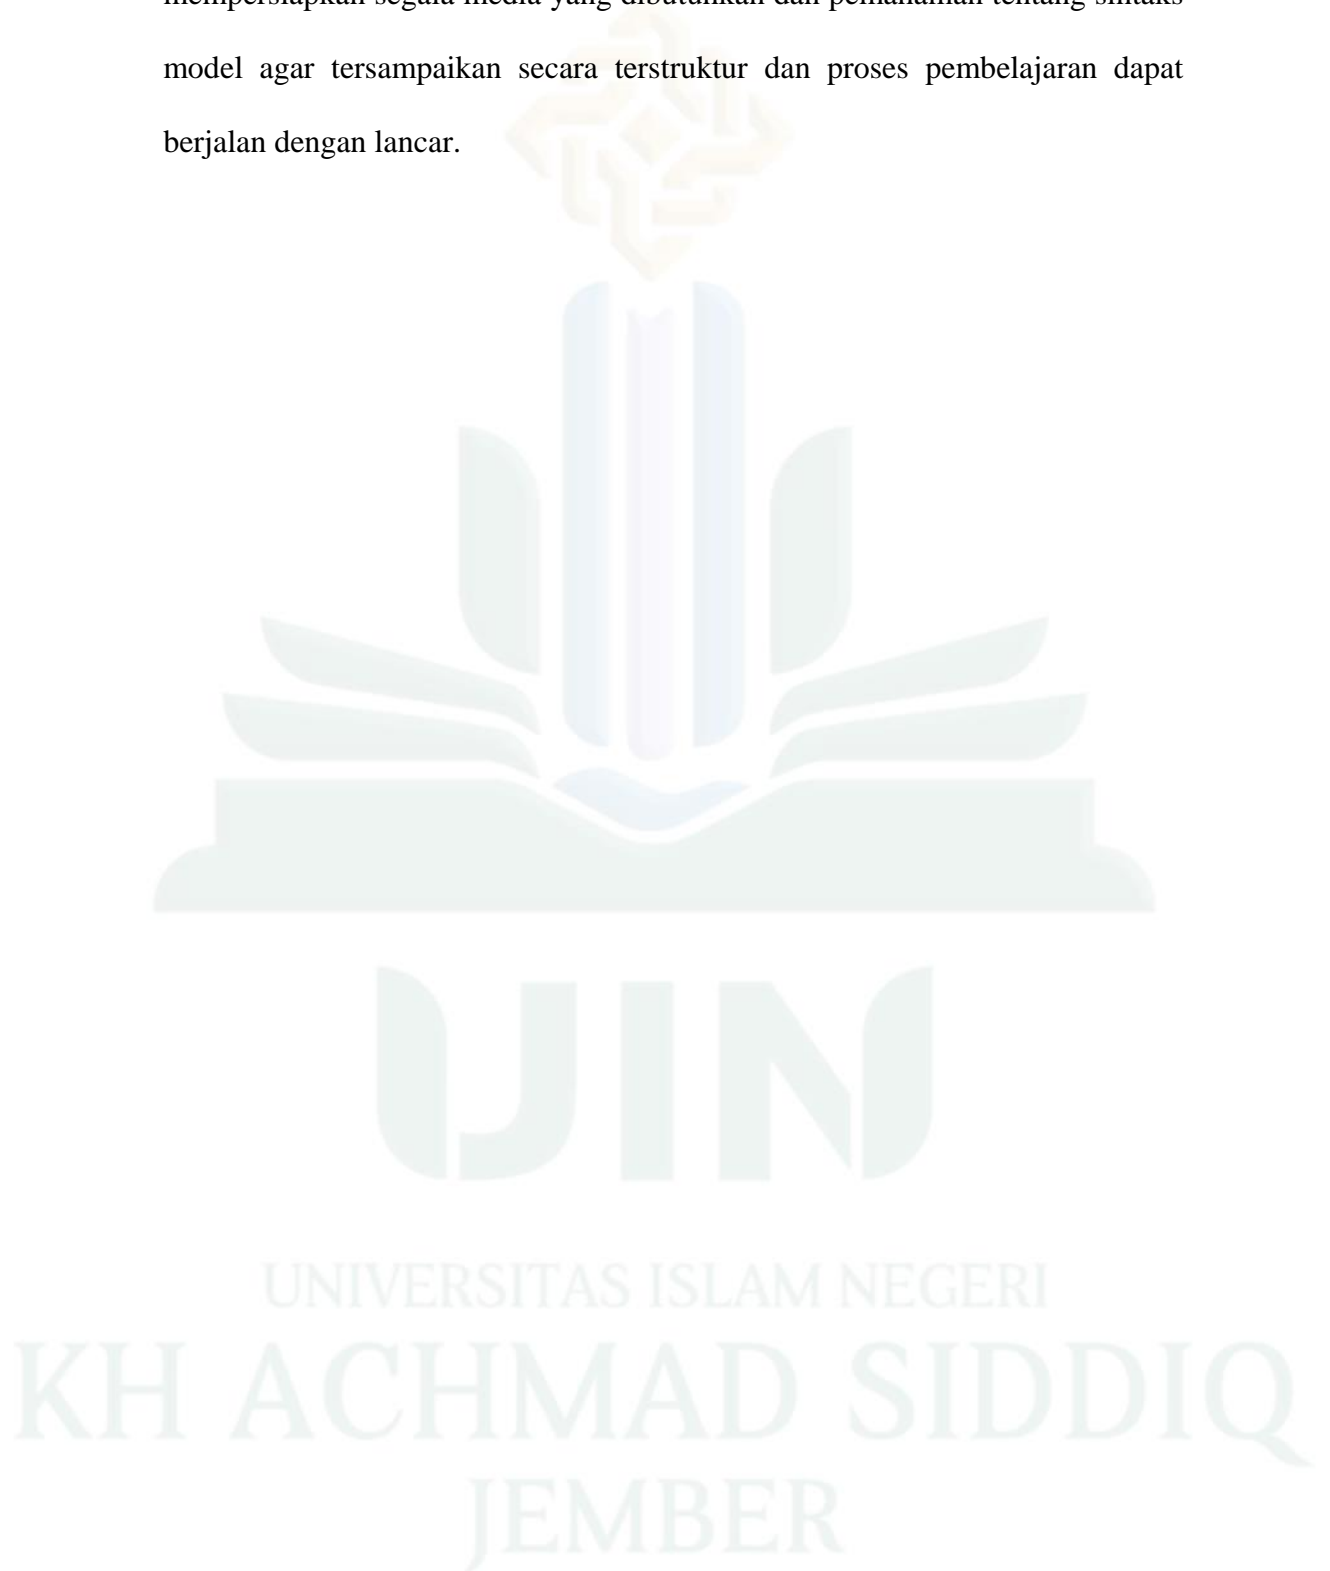 mempersiapkan segala media yang dibutuhkan dan pemahaman tentang sintaks
model agar tersampaikan secara terstruktur dan proses pembelajaran dapat
berjalan dengan lancar.
UIN
UNIVERSITAS ISLAM NEGERI
KH ACHMAD SIDDIQ
JEMBER